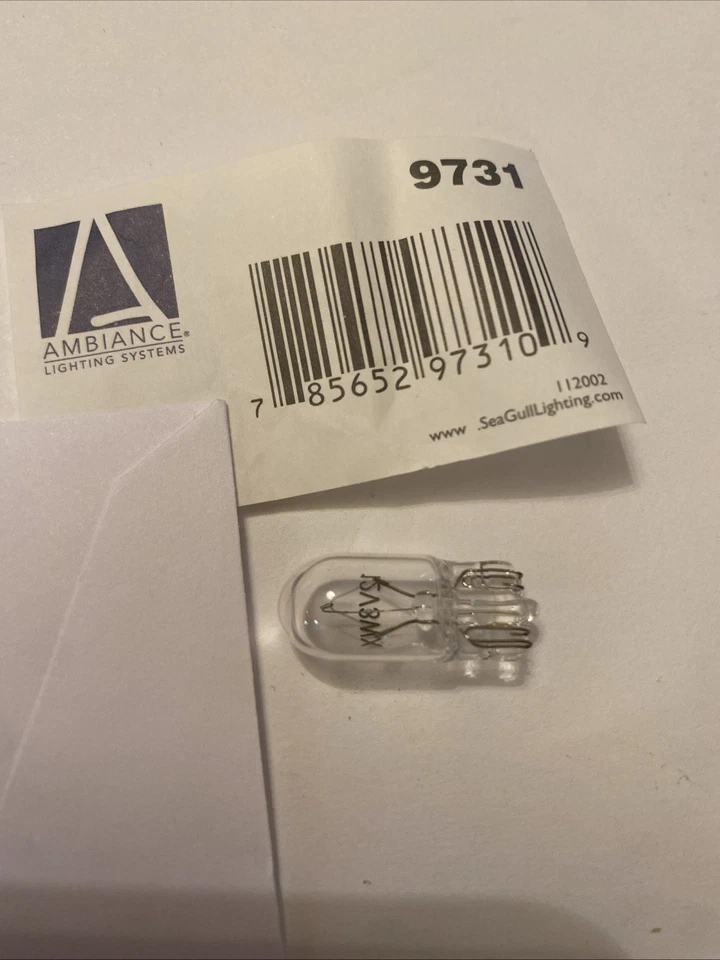 9731
AMBIANCE®
LIGHTING SYSTEMS
7 85652 97310 9
112002
www .SeaGullLighting.com